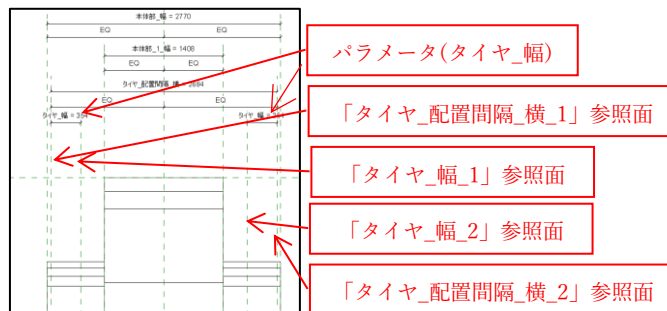 本体部_幅 = 2770
EQ EQ
本体部_1_幅 = 1408
EQ EQ
タイヤ_配置間隔_横 = 2684
EQ EQ
タイヤ_幅 = 354 タイヤ_幅 = 354
パラメータ(タイヤ_幅)
「タイヤ_配置間隔_横_1」参照面
「タイヤ_幅_1」参照面
「タイヤ_幅_2」参照面
「タイヤ_配置間隔_横_2」参照面